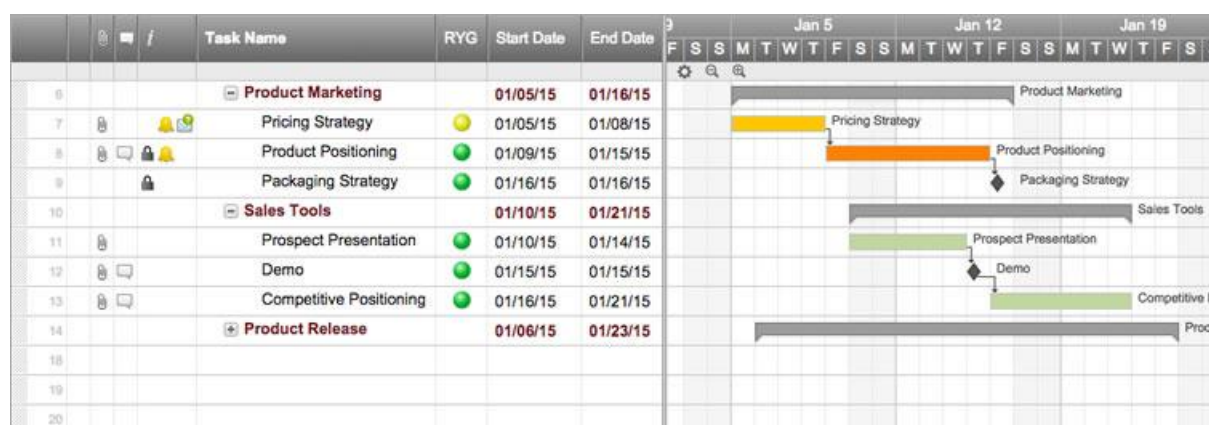 i Task Name RYG Start Date End Date
9 Jan 5 Jan 12 Jan 19
F S S M T W T F S S M T W T F S S M T W T F S
6 Product Marketing 01/05/15 01/16/15 Product Marketing
7 Pricing Strategy 01/05/15 01/08/15 Pricing Strategy
8 Product Positioning 01/09/15 01/15/15 Product Positioning
9 Packaging Strategy 01/16/15 01/16/15 Packaging Strategy
10 Sales Tools 01/10/15 01/21/15 Sales Tools
11 Prospect Presentation 01/10/15 01/14/15 Prospect Presentation
12 Demo 01/15/15 01/15/15 Demo
13 Competitive Positioning 01/16/15 01/21/15 Competitive
14 Product Release 01/06/15 01/23/15 Proc
18
19
20